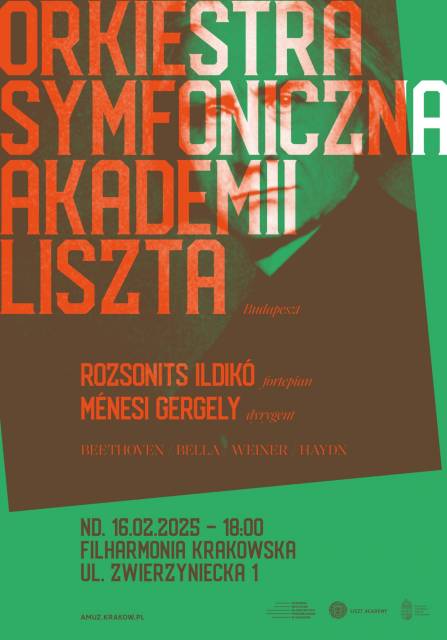 ORKIESTRA
SYMFONICZNA
AKADEMII
LISZTA Budapeszt
ROZSONITS ILDIKÓ fortepian
MÉNESI GERGELY dyrygent
BEETHOVEN / BELLA / WEINER / HAYDN
ND. 16.02.2025 – 18:00
FILHARMONIA KRAKOWSKA
UL. ZWIERZYNIECKA 1
AMUZ.KRAKOW.PL
LISZT ACADEMY